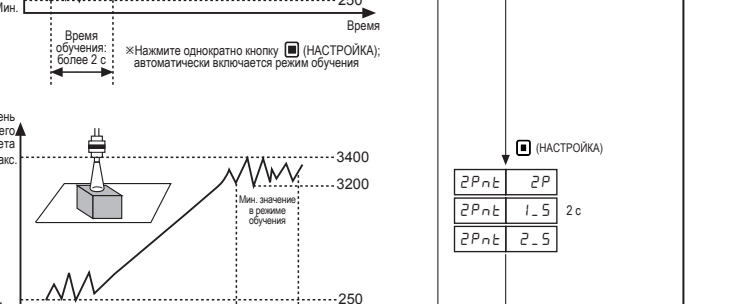 Мин.
250
Время
Время
обучения:
более 2 с
※Нажмите однократно кнопку (НАСТРОЙКА);
автоматически включается режим обучения
3400
3200
Мин. значение
в режиме
обучения
250
(НАСТРОЙКА)
2Pnt 2P
2Pnt 1_5 2 с
2Pnt 2_5